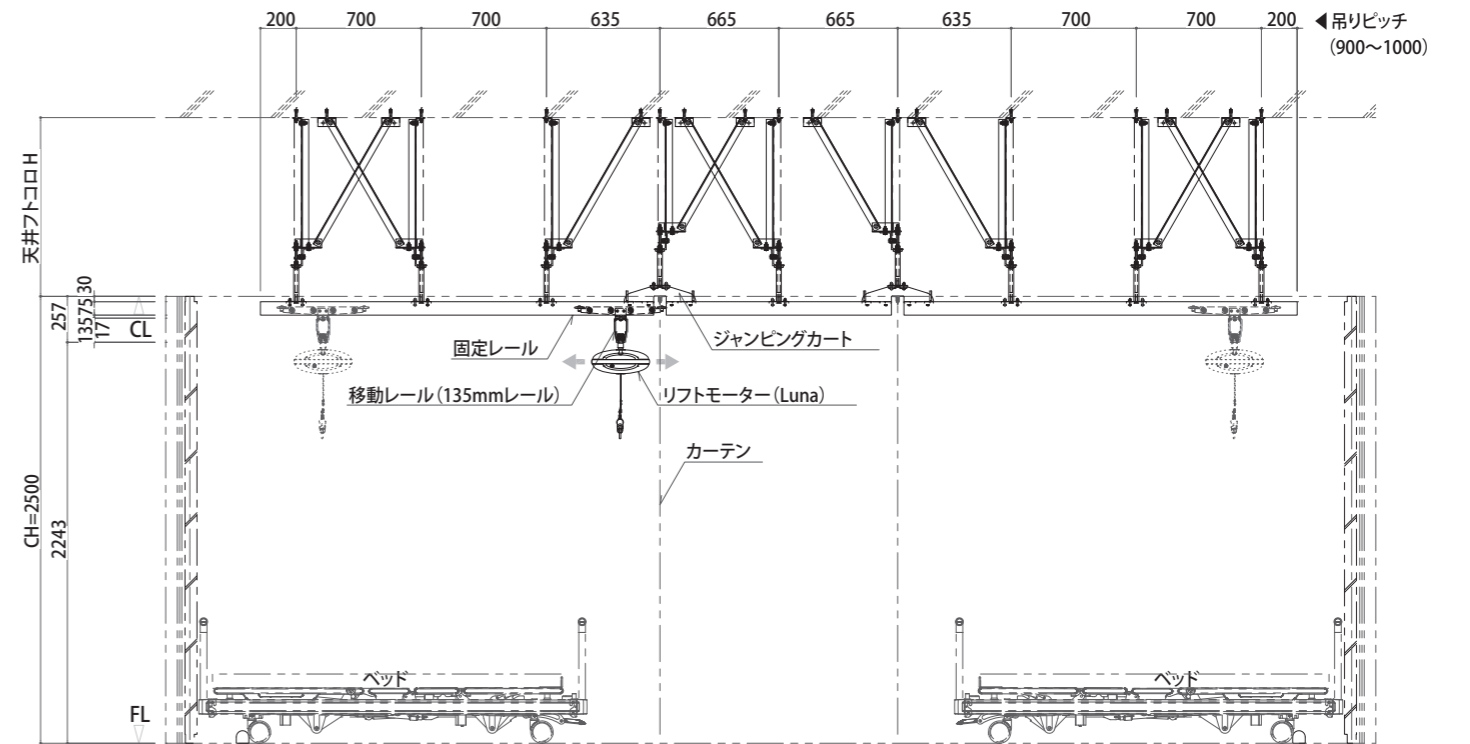 200 700 700 635 665 665 635 700 700 200 ◀吊りピッチ
(900～1000)
天井フトコロH
30
75
135
17
257
CL
固定レール
ジャンピングカート
移動レール(135mmレール)
リフトモーター(Luna)
カーテン
CH=2500
2243
ベッド
ベッド
FL